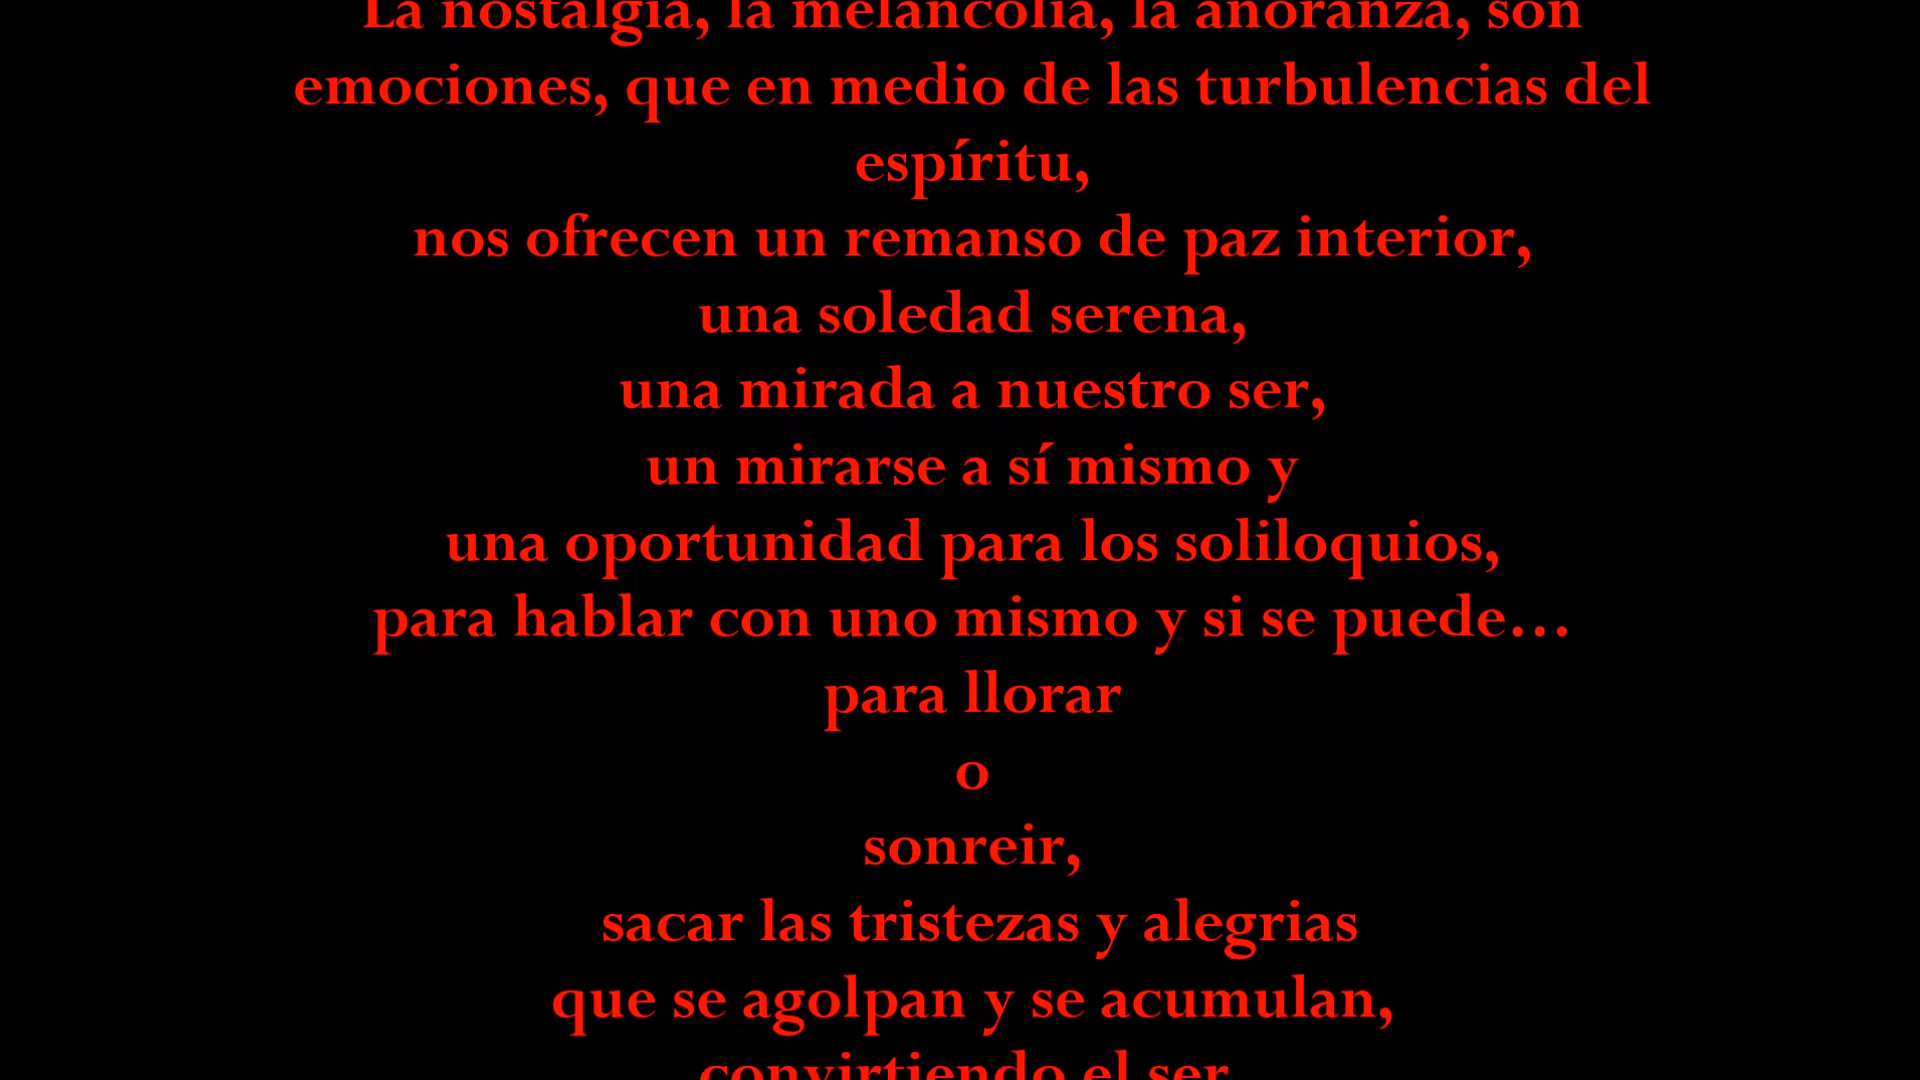 La nostalgia, la melancolia, la añoranza, son
emociones, que en medio de las turbulencias del
espíritu,
nos ofrecen un remanso de paz interior,
una soledad serena,
una mirada a nuestro ser,
un mirarse a sí mismo y
una oportunidad para los soliloquios,
para hablar con uno mismo y si se puede…
para llorar
o
sonreir,
sacar las tristezas y alegrias
que se agolpan y se acumulan,
convirtiendo el ser